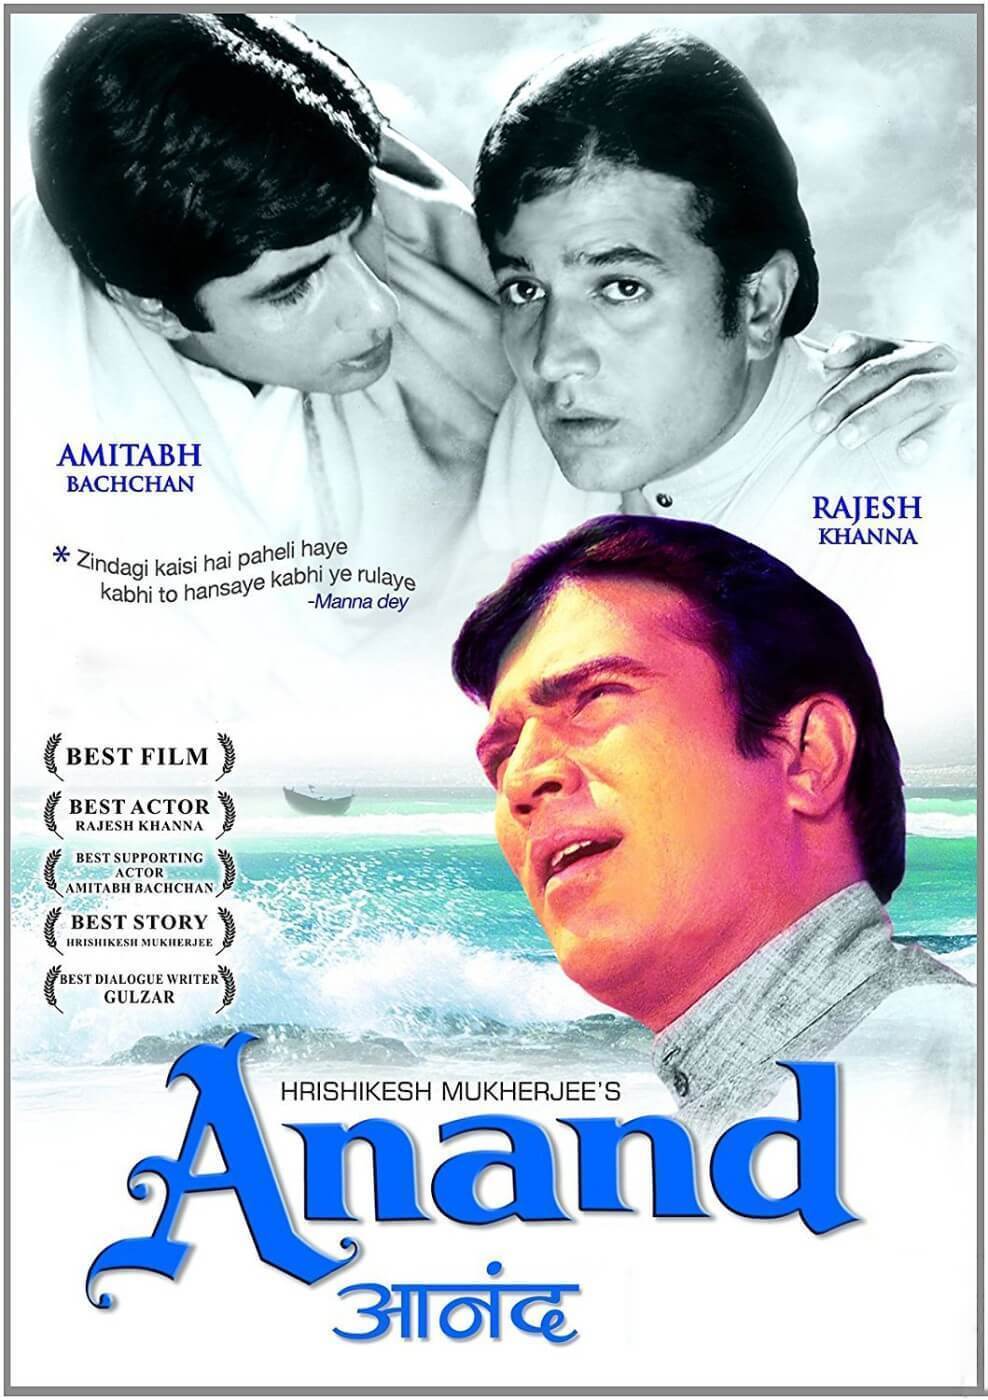 AMITABH
BACHCHAN
RAJESH
KHANNA
* Zindagi kaisi hai paheli haye
kabhi to hansaye kabhi ye rulaye
-Manna dey
BEST FILM
BEST ACTOR
RAJESH KHANNA
BEST SUPPORTING
ACTOR
AMITABH BACHCHAN
BEST STORY
HRISHIKESH MUKHERJEE
BEST DIALOGUE WRITER
GULZAR
HRISHIKESH MUKHERJEE'S
Anand
आनंद